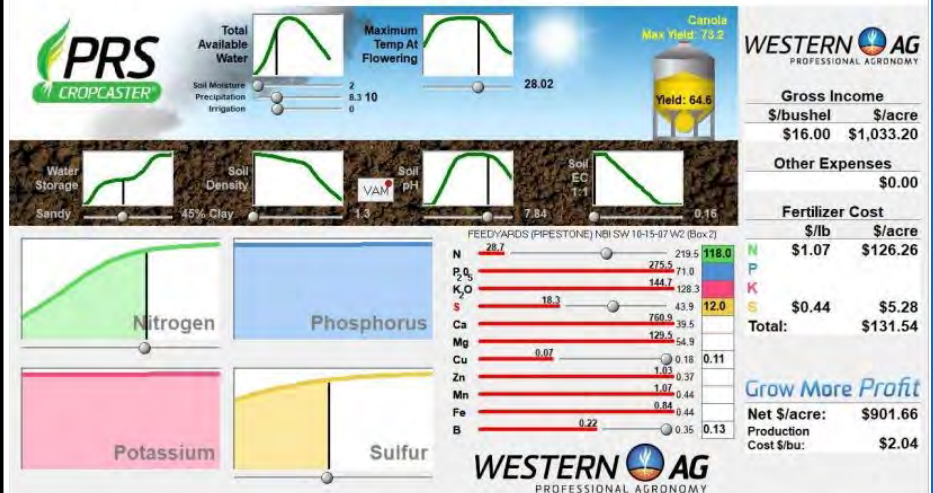 PRS
CROPCASTER®
Total Available Water
Soil Moisture 2
Precipitation 8.3 10
Irrigation 0
Maximum Temp At Flowering
28.02
Canola
Max Yield: 73.2
Yield: 64.6
WESTERN AG
PROFESSIONAL AGRONOMY
Gross Income
$/bushel $/acre
$16.00 $1,033.20
Other Expenses
$0.00
Fertilizer Cost
$/lb $/acre
N $1.07 $126.26
P
K
S $0.44 $5.28
Total: $131.54
Grow More Profit
Net $/acre: $901.66
Production
Cost $/bu: $2.04
Water Storage
Sandy 45% Clay
Soil Density
1.3
VAM
Soil pH
7.84
Soil EC 1:1
0.16
Nitrogen
Phosphorus
Potassium
Sulfur
FEEDYARDS (PIPESTONE) NBI SW 10-15-07 W2 (Box 2)
N 28.7 219.5 118.0
P2O5 275.5 71.0
K2O 144.7 128.3
S 18.3 43.9 12.0
Ca 760.9 39.5
Mg 129.5 54.9
Cu 0.07 0.18 0.11
Zn 1.03 0.37
Mn 1.07 0.44
Fe 0.84 0.44
B 0.22 0.35 0.13
WESTERN AG
PROFESSIONAL AGRONOMY